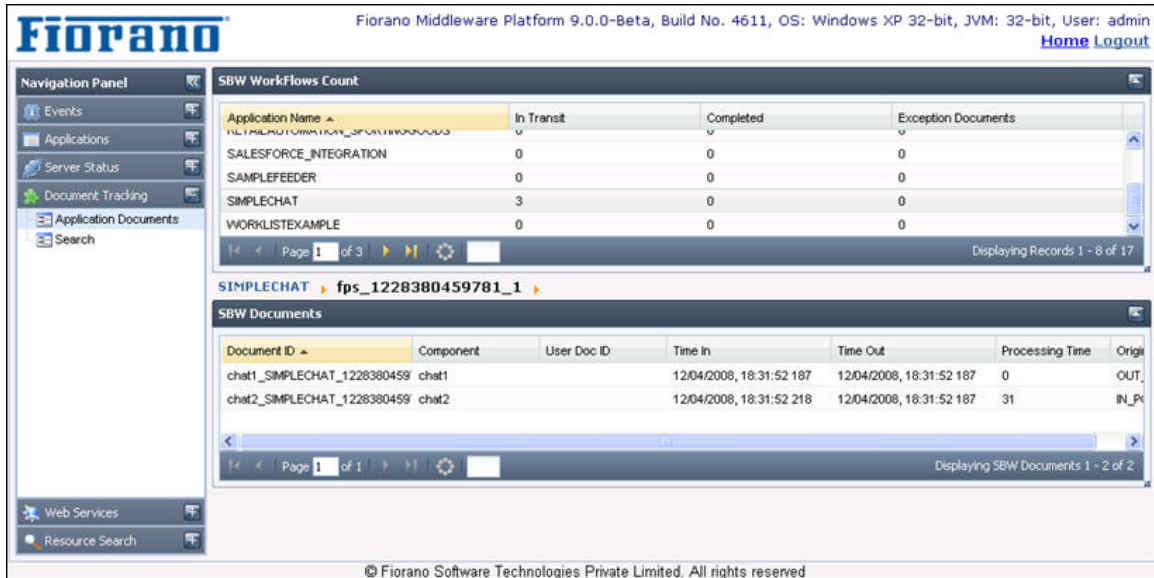 Fiorano
Fiorano Middleware Platform 9.0.0-Beta, Build No. 4611, OS: Windows XP 32-bit, JVM: 32-bit, User: admin
Home Logout
Navigation Panel
Events
Applications
Server Status
Document Tracking
Application Documents
Search
Web Services
Resource Search
SBW WorkFlows Count
Application Name In Transit Completed Exception Documents
RETAILAUTOMATION_SPORTINGGOODS 0 0 0
SALESFORCE_INTEGRATION 0 0 0
SAMPLEFEEDER 0 0 0
SIMPLECHAT 3 0 0
WORKLISTEXAMPLE 0 0 0
Page 1 of 3 Displaying Records 1 - 8 of 17
SIMPLECHAT fps_1228380459781_1
SBW Documents
Document ID Component User Doc ID Time In Time Out Processing Time Origi
chat1_SIMPLECHAT_1228380459 chat1 12/04/2008, 18:31:52 187 12/04/2008, 18:31:52 187 0 OUT_
chat2_SIMPLECHAT_1228380459 chat2 12/04/2008, 18:31:52 218 12/04/2008, 18:31:52 187 31 IN_PO
Page 1 of 1 Displaying SBW Documents 1 - 2 of 2
© Fiorano Software Technologies Private Limited. All rights reserved